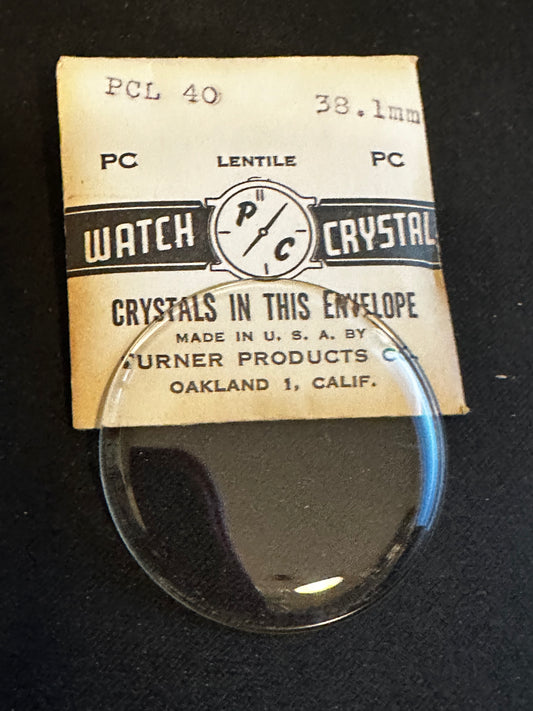 PCL 40 38.1mm
PC LENTILE PC
WATCH P C CRYSTAL
CRYSTALS IN THIS ENVELOPE
MADE IN U. S. A. BY
TURNER PRODUCTS CO.
OAKLAND 1, CALIF.